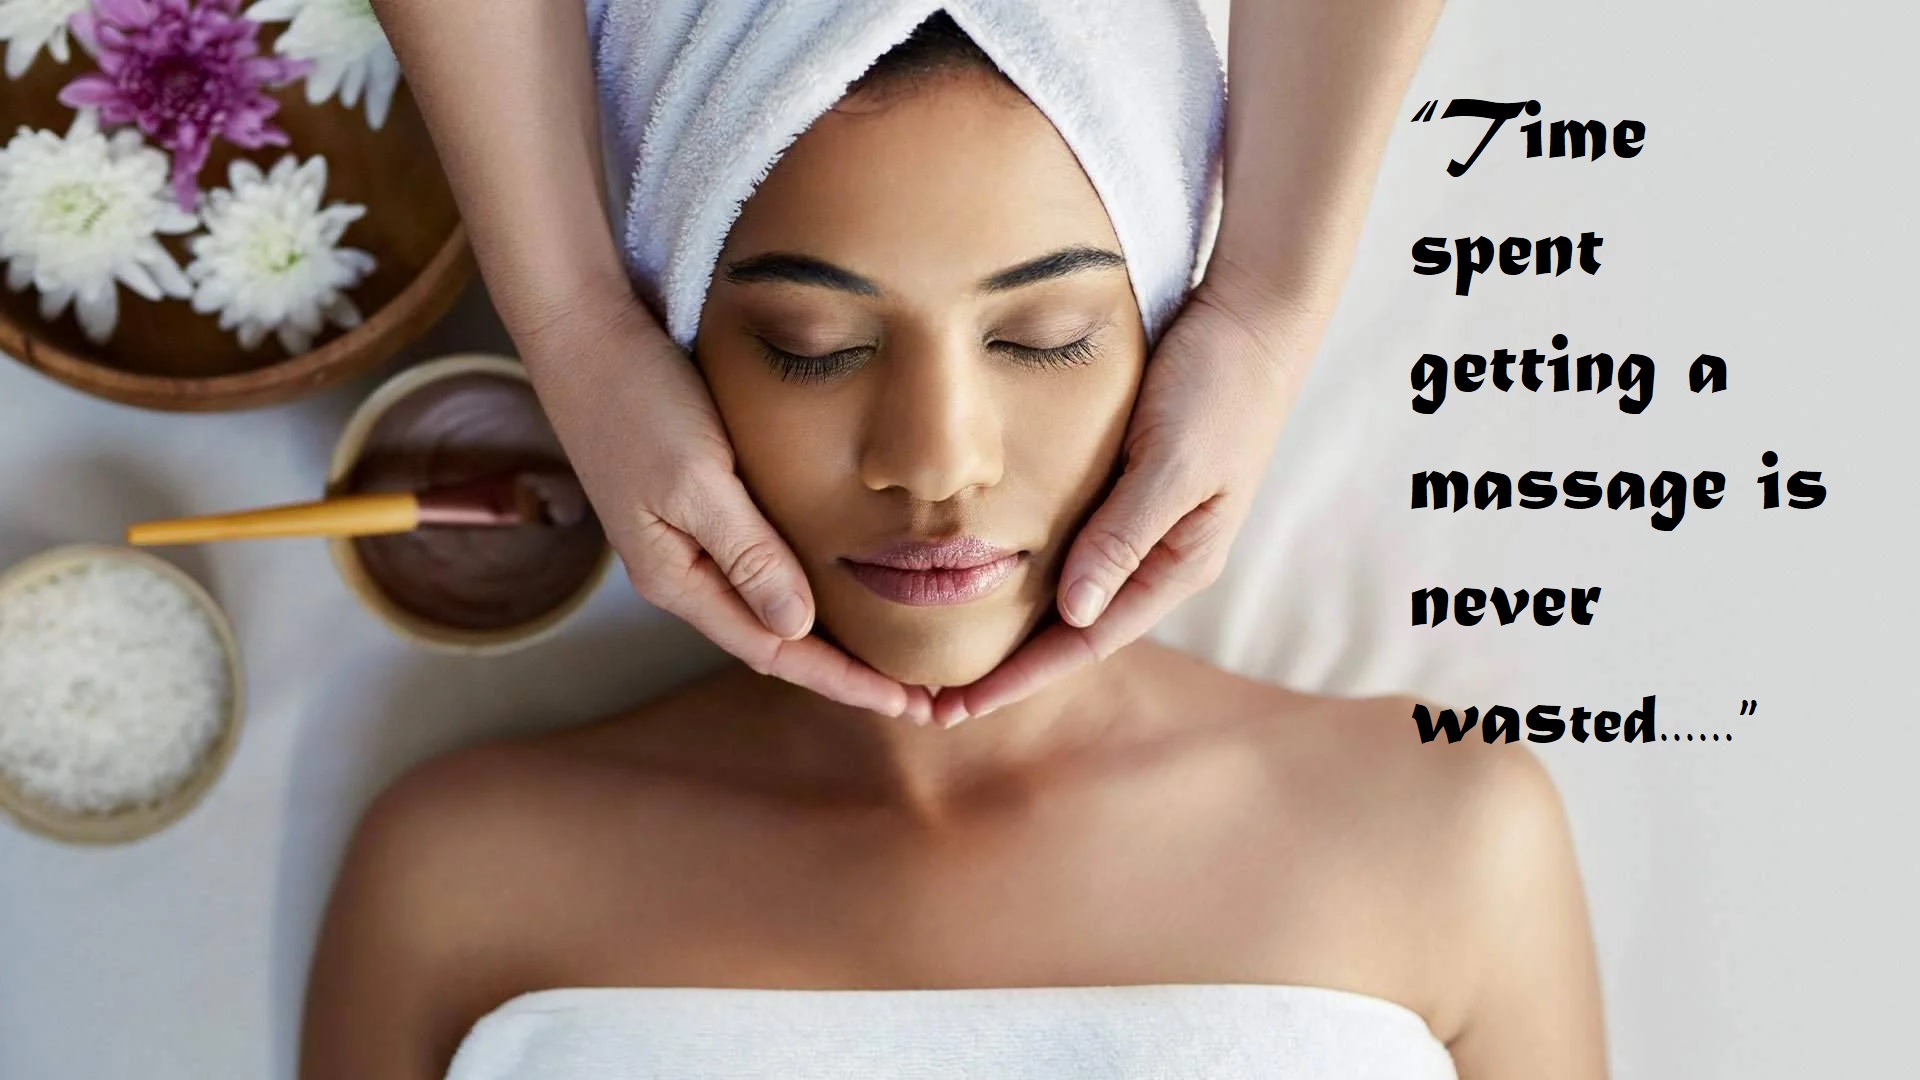 “Time
spent
getting a
massage is
never
wasted......”